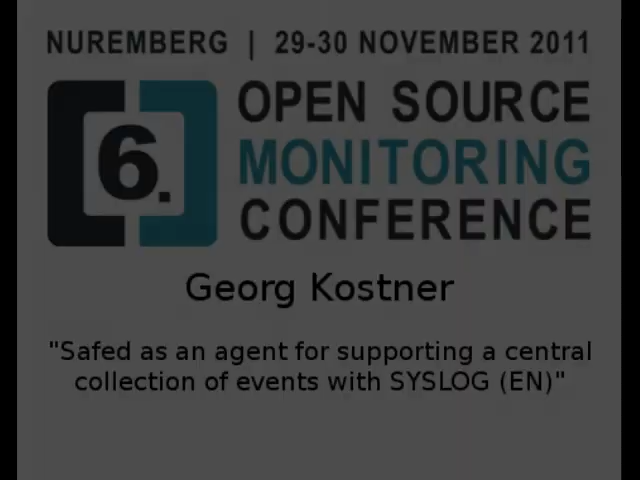 NUREMBERG | 29-30 NOVEMBER 2011
6.
OPEN SOURCE
MONITORING
CONFERENCE
Georg Kostner
"Safed as an agent for supporting a central
collection of events with SYSLOG (EN)"